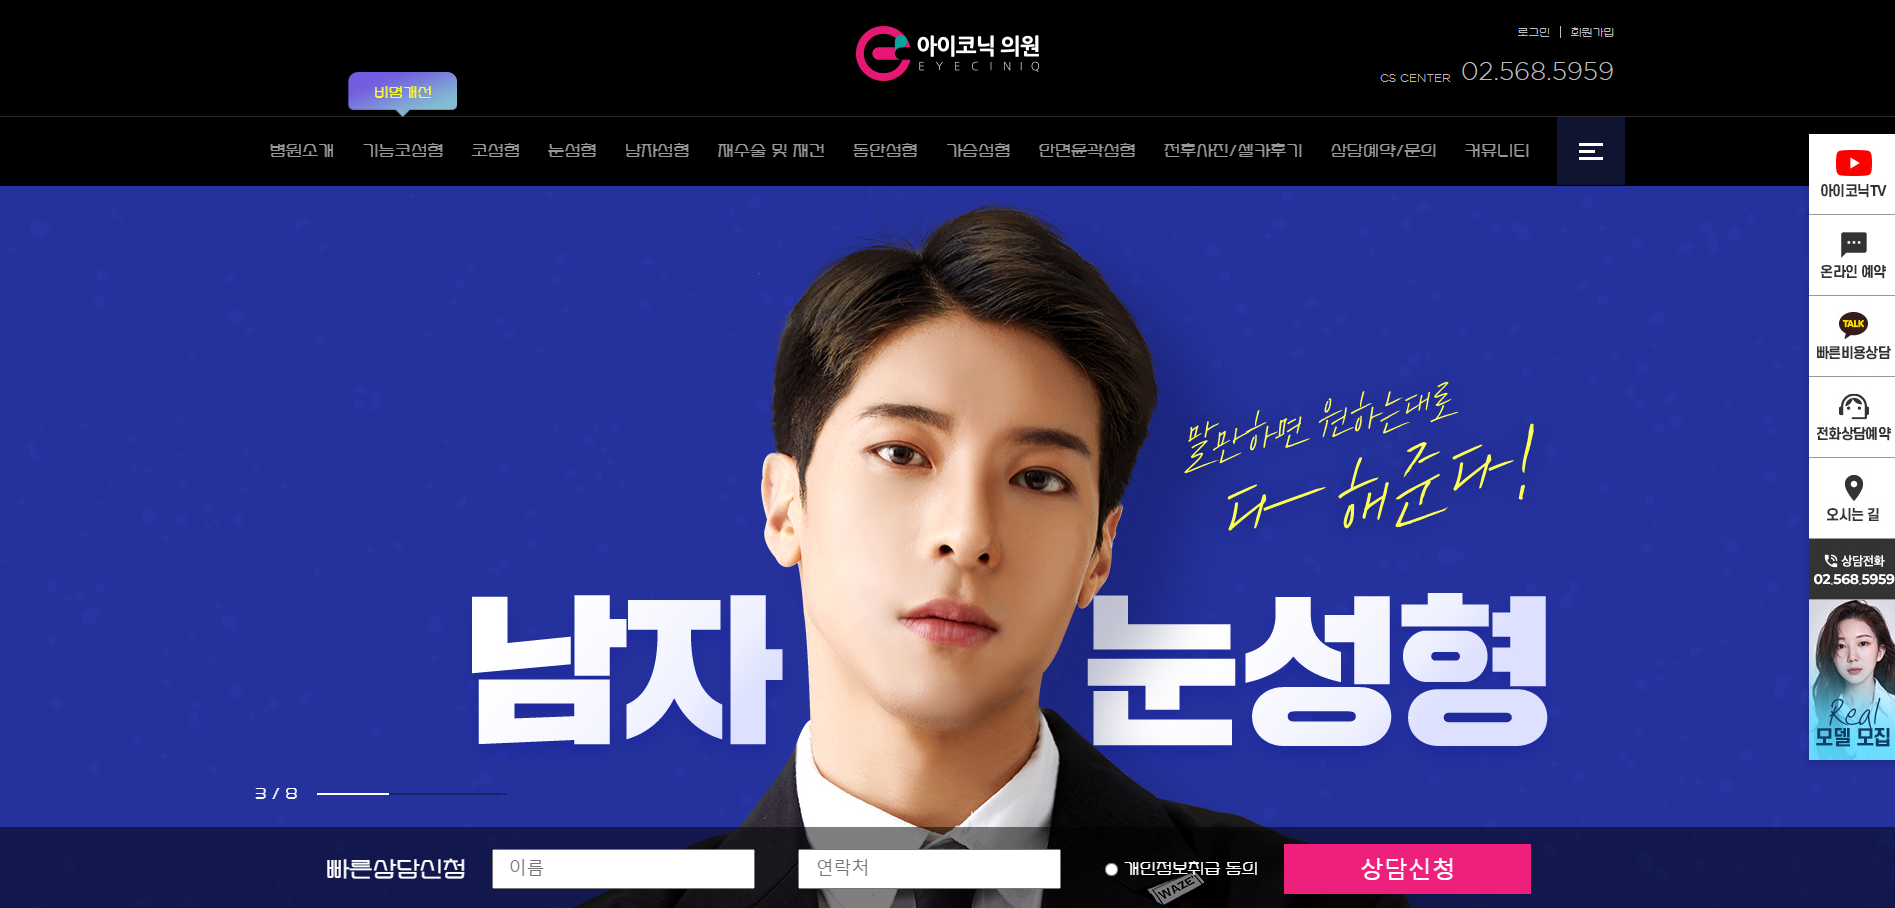 아이코닉 의원
EYECINIQ
로그인 | 회원가입
CS CENTER 02.568.5959
비염개선
병원소개 기능코성형 코성형 눈성형 남자성형 재수술 및 재건 동안성형 가슴성형 안면윤곽성형 전후사진/셀카후기 상담예약/문의 커뮤니티
아이코닉TV
온라인 예약
TALK
빠른비용상담
전화상담예약
오시는 길
상담전화
02.568.5959
Real
모델 모집
말만하면 원하는대로
다 해준다!
남자 눈성형
3 / 8
빠른상담신청 이름 연락처 개인정보취급 동의 상담신청
WAZE